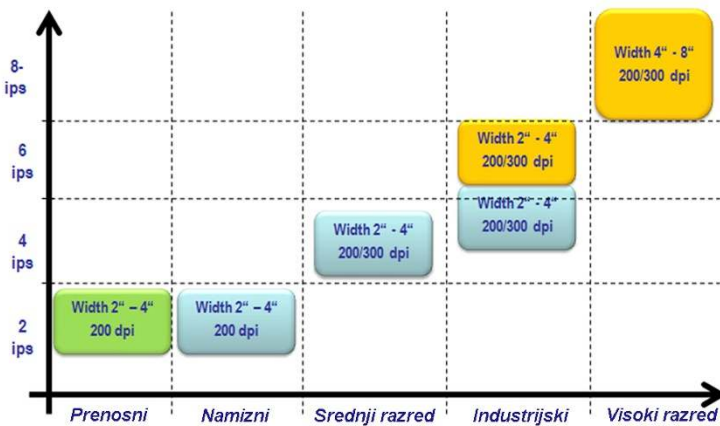 8-
ips
Width 4“ - 8“
200/300 dpi
6
ips
Width 2“ - 4“
200/300 dpi
Width 2“ - 4“
200/300 dpi
4
ips
Width 2“ - 4“
200/300 dpi
2
ips
Width 2“ – 4“
200 dpi
Width 2“ – 4“
200 dpi
Prenosni
Namizni
Srednji razred
Industrijski
Visoki razred